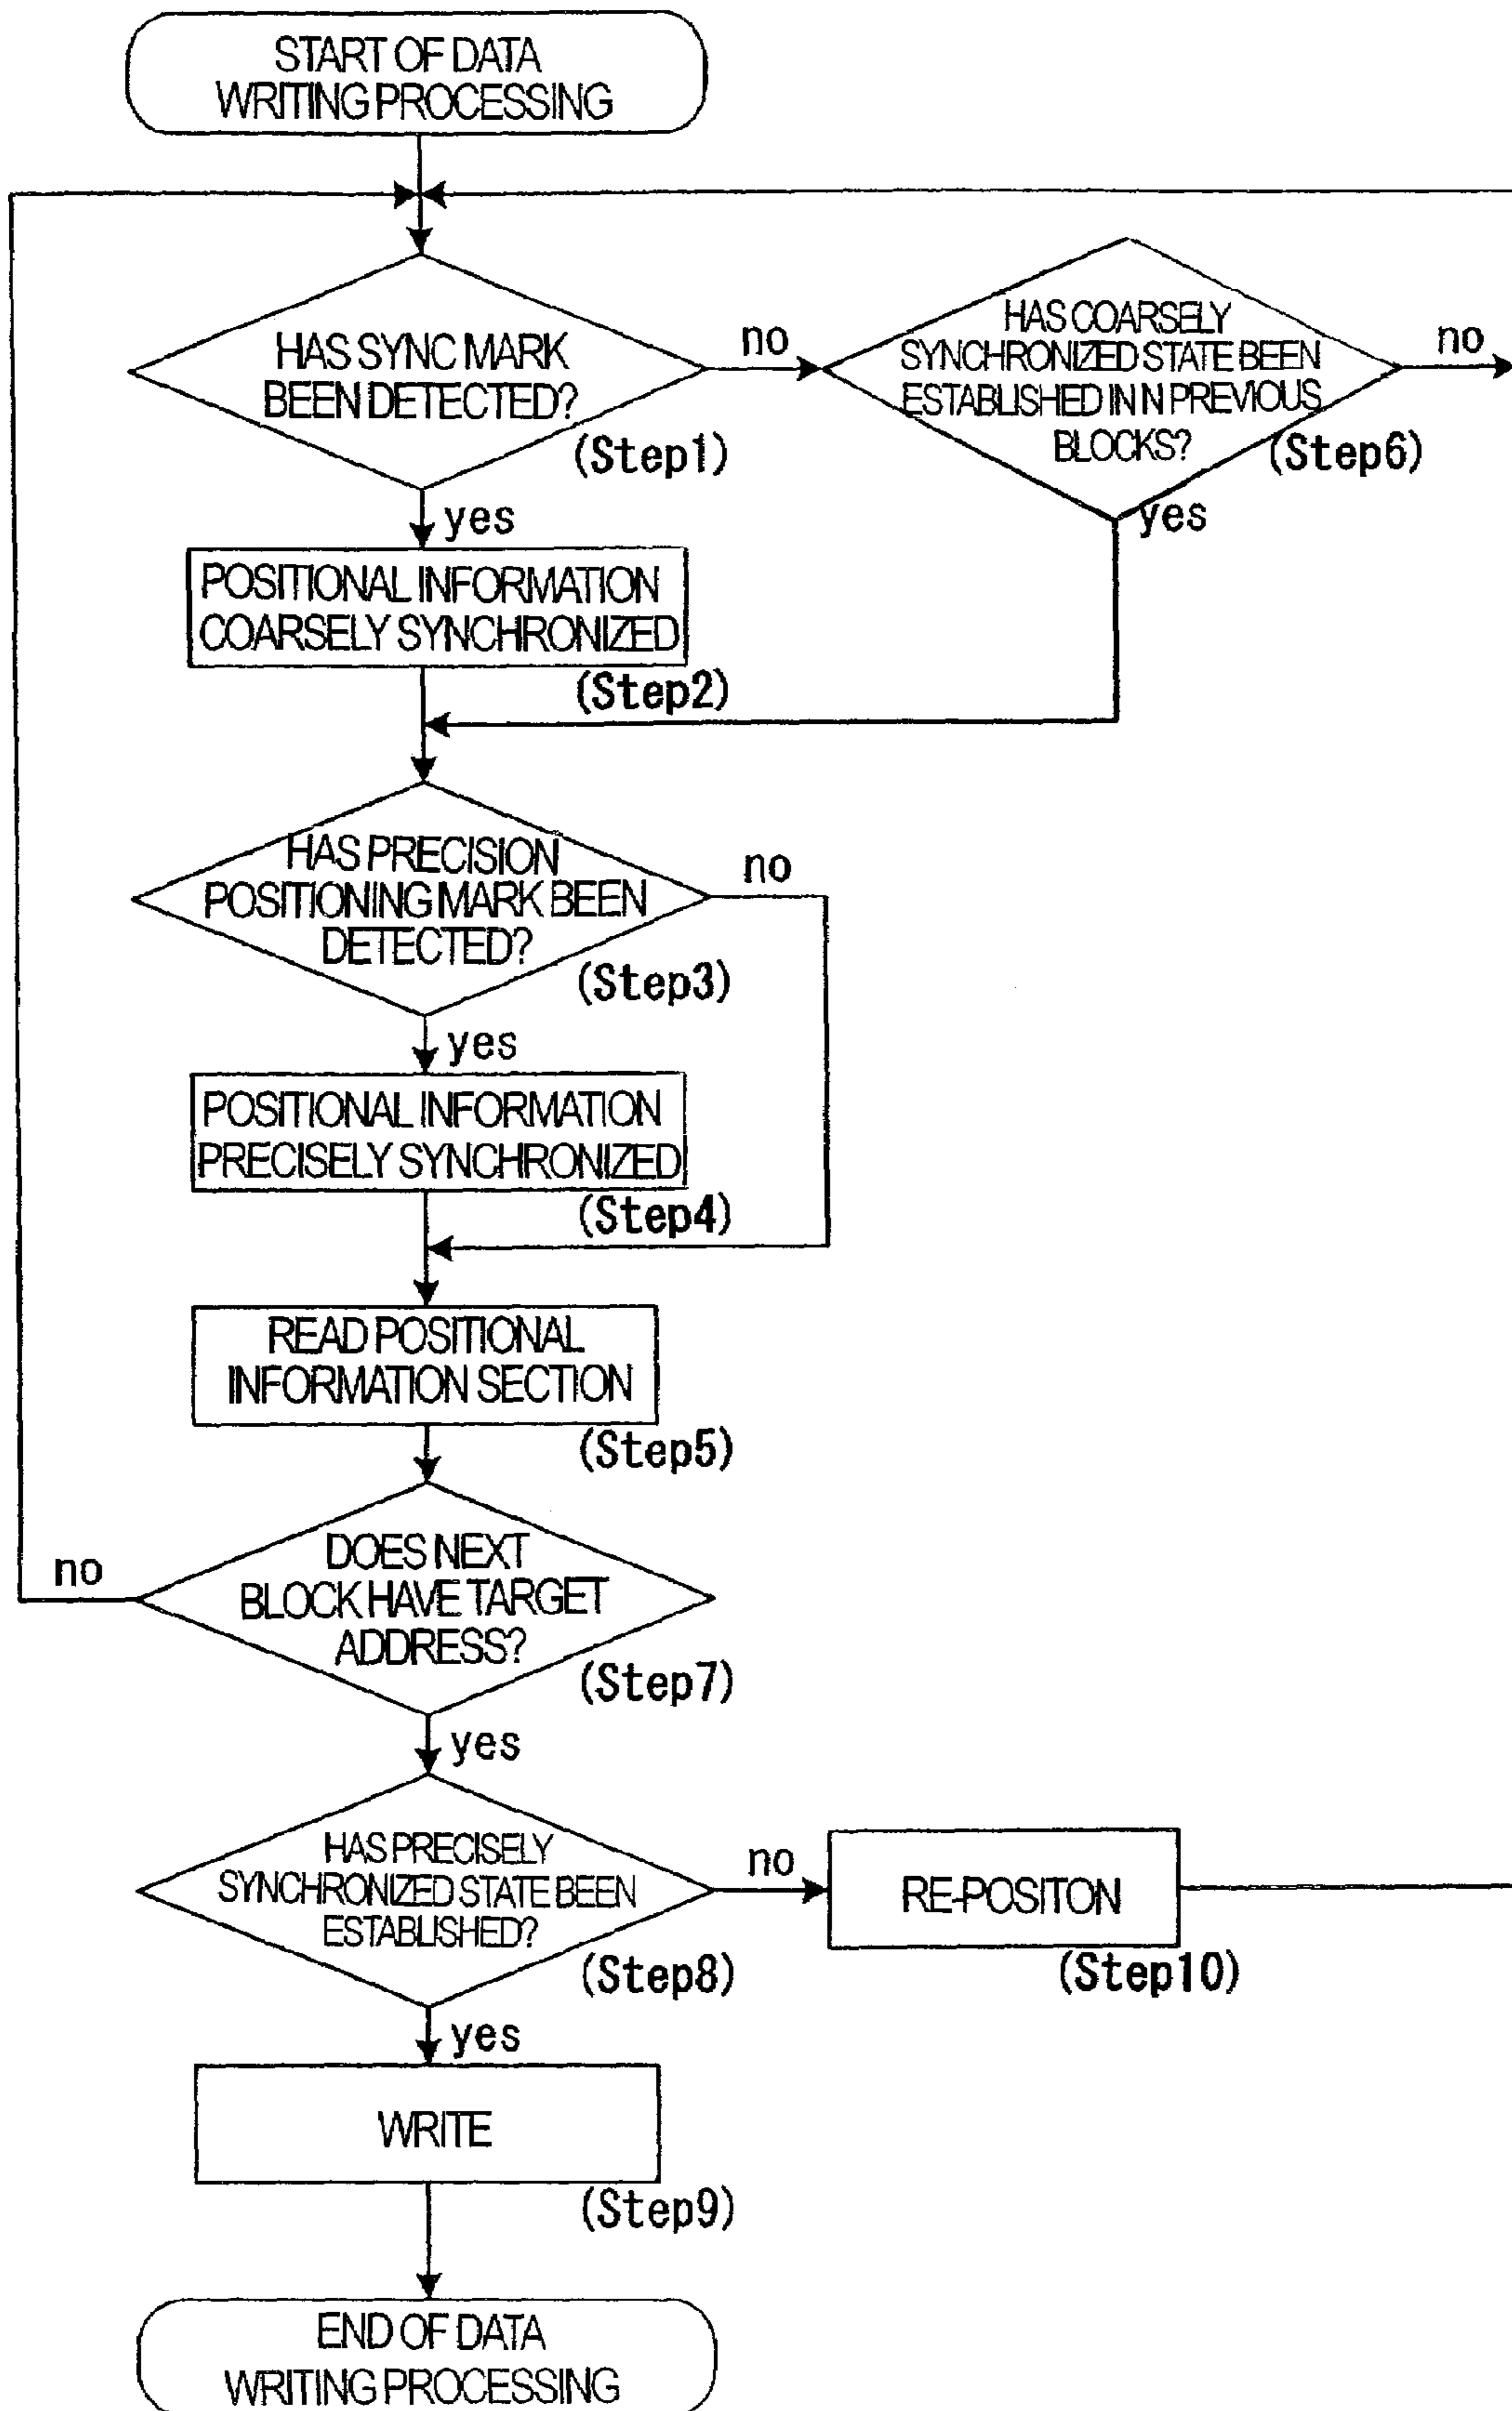 START OF DATA
WRITING PROCESSING
HAS SYNC MARK
BEEN DETECTED?
(Step1)
no
HAS COARSELY
SYNCHRONIZED STATE BEEN
ESTABLISHED IN N PREVIOUS
BLOCKS?
(Step6)
no
yes
yes
POSITIONAL INFORMATION
COARSELY SYNCHRONIZED
(Step2)
HAS PRECISION
POSITIONING MARK BEEN
DETECTED?
(Step3)
no
yes
POSITIONAL INFORMATION
PRECISELY SYNCHRONIZED
(Step4)
READ POSITIONAL
INFORMATION SECTION
(Step5)
DOES NEXT
BLOCK HAVE TARGET
ADDRESS?
(Step7)
no
yes
HAS PRECISELY
SYNCHRONIZED STATE BEEN
ESTABLISHED?
(Step8)
no
RE-POSITON
(Step10)
yes
WRITE
(Step9)
END OF DATA
WRITING PROCESSING